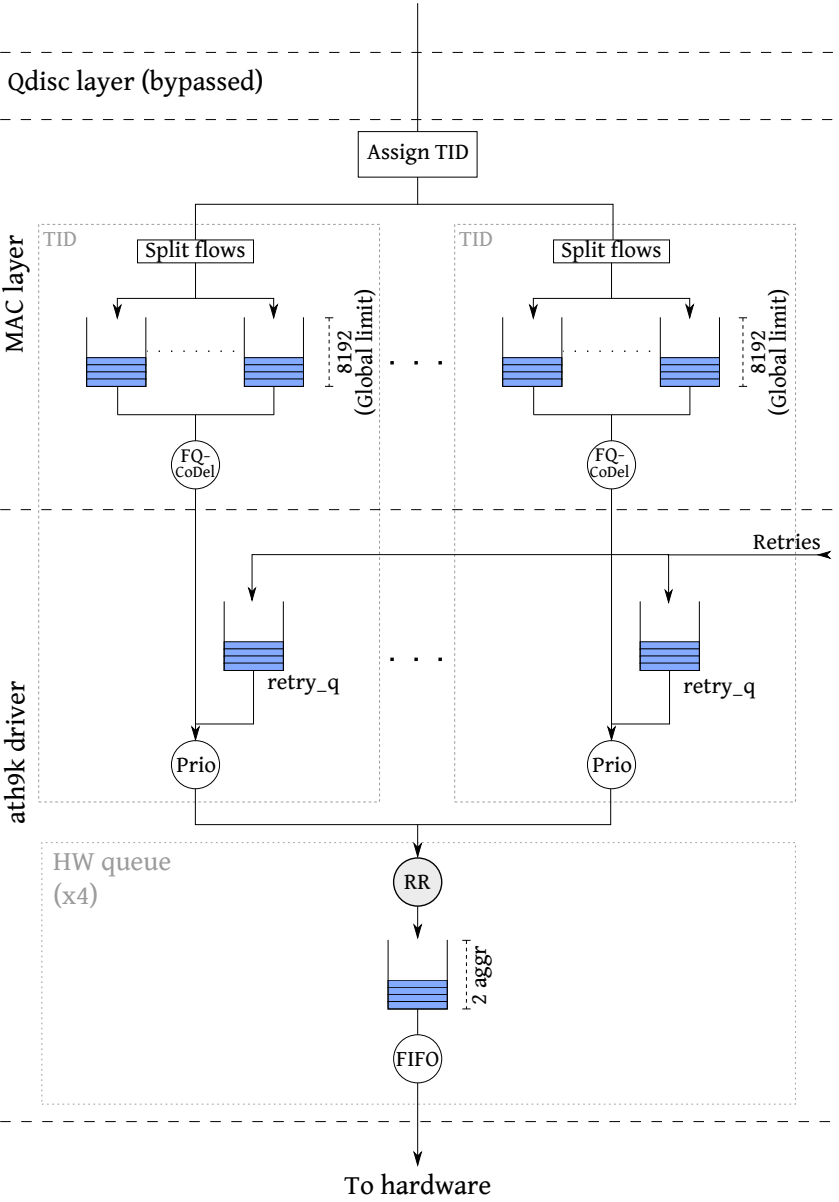 Qdisc layer (bypassed)
Assign TID
MAC layer
TID
Split flows
8192
(Global limit)
. . .
FQ-
CoDel
TID
Split flows
8192
(Global limit)
FQ-
CoDel
Retries
ath9k driver
retry_q
. . .
retry_q
Prio
Prio
HW queue
(x4)
RR
2 aggr
FIFO
To hardware